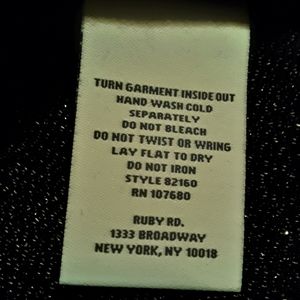 TURN GARMENT INSIDE OUT
HAND WASH COLD
SEPARATELY
DO NOT BLEACH
DO NOT TWIST OR WRING
LAY FLAT TO DRY
DO NOT IRON
STYLE 82160
RN 107680
RUBY RD.
1333 BROADWAY
NEW YORK, NY 10018